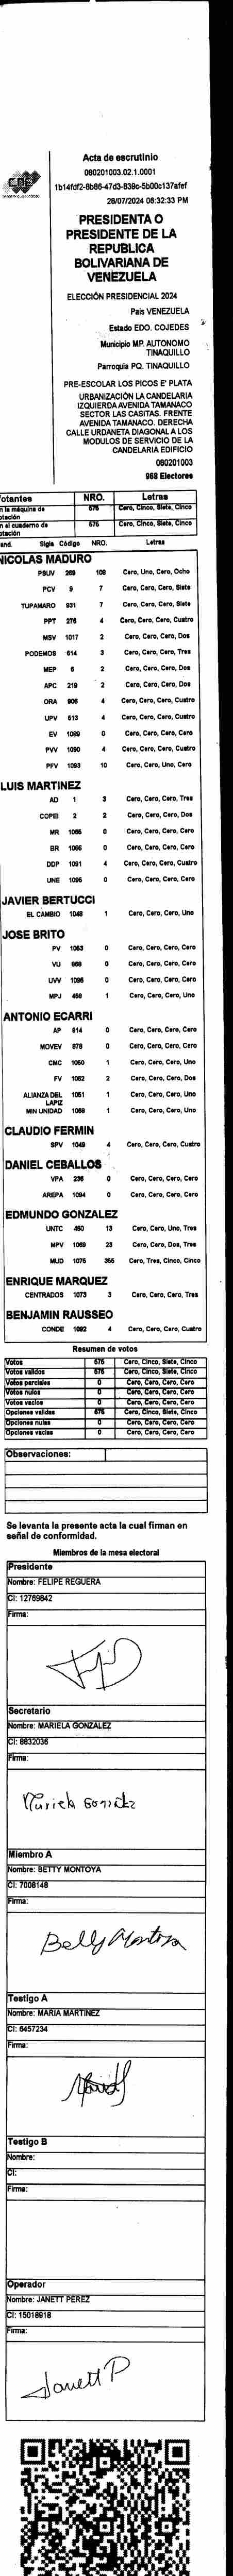 CNE
Acta de escrutinio
080201003.02.1.0001
1b14fdf2-8b86-47d3-839c-5b00c137afef
28/07/2024 06:32:33 PM
PRESIDENTA O
PRESIDENTE DE LA
REPUBLICA
BOLIVARIANA DE
VENEZUELA
ELECCIÓN PRESIDENCIAL 2024
País VENEZUELA
Estado EDO. COJEDES
Municipio MP. AUTONOMO
TINAQUILLO
Parroquia PQ. TINAQUILLO
PRE-ESCOLAR LOS PICOS E' PLATA
URBANIZACIÓN LA CANDELARIA
IZQUIERDA AVENIDA TAMANACO
SECTOR LAS CASITAS. FRENTE
AVENIDA TAMANACO. DERECHA
CALLE URDANETA DIAGONAL A LOS
MODULOS DE SERVICIO DE LA
CANDELARIA EDIFICIO
080201003
968 Electores
otantes NRO. Letras
n la máquina de 575 Cero, Cinco, Siete, Cinco
otación
n el cuaderno de 575 Cero, Cinco, Siete, Cinco
otación
and. Sigla Código NRO. Letras
NICOLAS MADURO
PSUV 269 108 Cero, Uno, Cero, Ocho
PCV 9 7 Cero, Cero, Cero, Siete
TUPAMARO 931 7 Cero, Cero, Cero, Siete
PPT 276 4 Cero, Cero, Cero, Cuatro
MSV 1017 2 Cero, Cero, Cero, Dos
PODEMOS 514 3 Cero, Cero, Cero, Tres
MEP 6 2 Cero, Cero, Cero, Dos
APC 219 2 Cero, Cero, Cero, Dos
ORA 906 4 Cero, Cero, Cero, Cuatro
UPV 513 4 Cero, Cero, Cero, Cuatro
EV 1089 0 Cero, Cero, Cero, Cero
PVV 1090 4 Cero, Cero, Cero, Cuatro
PFV 1093 10 Cero, Cero, Uno, Cero
LUIS MARTINEZ
AD 1 3 Cero, Cero, Cero, Tres
COPEI 2 2 Cero, Cero, Cero, Dos
MR 1065 0 Cero, Cero, Cero, Cero
BR 1066 0 Cero, Cero, Cero, Cero
DDP 1091 4 Cero, Cero, Cero, Cuatro
UNE 1095 0 Cero, Cero, Cero, Cero
JAVIER BERTUCCI
EL CAMBIO 1048 1 Cero, Cero, Cero, Uno
JOSE BRITO
PV 1053 0 Cero, Cero, Cero, Cero
VU 968 0 Cero, Cero, Cero, Cero
UVV 1096 0 Cero, Cero, Cero, Cero
MPJ 458 1 Cero, Cero, Cero, Uno
ANTONIO ECARRI
AP 914 0 Cero, Cero, Cero, Cero
MOVEV 878 0 Cero, Cero, Cero, Cero
CMC 1050 1 Cero, Cero, Cero, Uno
FV 1062 2 Cero, Cero, Cero, Dos
ALIANZA DEL 1051 1 Cero, Cero, Cero, Uno
LAPIZ
MIN UNIDAD 1068 1 Cero, Cero, Cero, Uno
CLAUDIO FERMIN
SPV 1049 4 Cero, Cero, Cero, Cuatro
DANIEL CEBALLOS
VPA 236 0 Cero, Cero, Cero, Cero
AREPA 1094 0 Cero, Cero, Cero, Cero
EDMUNDO GONZALEZ
UNTC 460 13 Cero, Cero, Uno, Tres
MPV 1069 23 Cero, Cero, Dos, Tres
MUD 1075 355 Cero, Tres, Cinco, Cinco
ENRIQUE MARQUEZ
CENTRADOS 1073 3 Cero, Cero, Cero, Tres
BENJAMIN RAUSSEO
CONDE 1092 4 Cero, Cero, Cero, Cuatro
Resumen de votos
Votos 575 Cero, Cinco, Siete, Cinco
Votos válidos 575 Cero, Cinco, Siete, Cinco
Votos parciales 0 Cero, Cero, Cero, Cero
Votos nulos 0 Cero, Cero, Cero, Cero
Votos vacíos 0 Cero, Cero, Cero, Cero
Opciones válidas 575 Cero, Cinco, Siete, Cinco
Opciones nulas 0 Cero, Cero, Cero, Cero
Opciones vacías 0 Cero, Cero, Cero, Cero
Observaciones:
Se levanta la presente acta la cual firman en
señal de conformidad.
Miembros de la mesa electoral
Presidente
Nombre: FELIPE REGUERA
CI: 12769842
Firma:
Secretario
Nombre: MARIELA GONZALEZ
CI: 8832036
Firma:
Mariela Gonzalez
Miembro A
Nombre: BETTY MONTOYA
CI: 7006148
Firma:
Betty Montoya
Testigo A
Nombre: MARIA MARTINEZ
CI: 6457234
Firma:
Testigo B
Nombre:
CI:
Firma:
Operador
Nombre: JANETT PEREZ
CI: 15018918
Firma:
Janett P